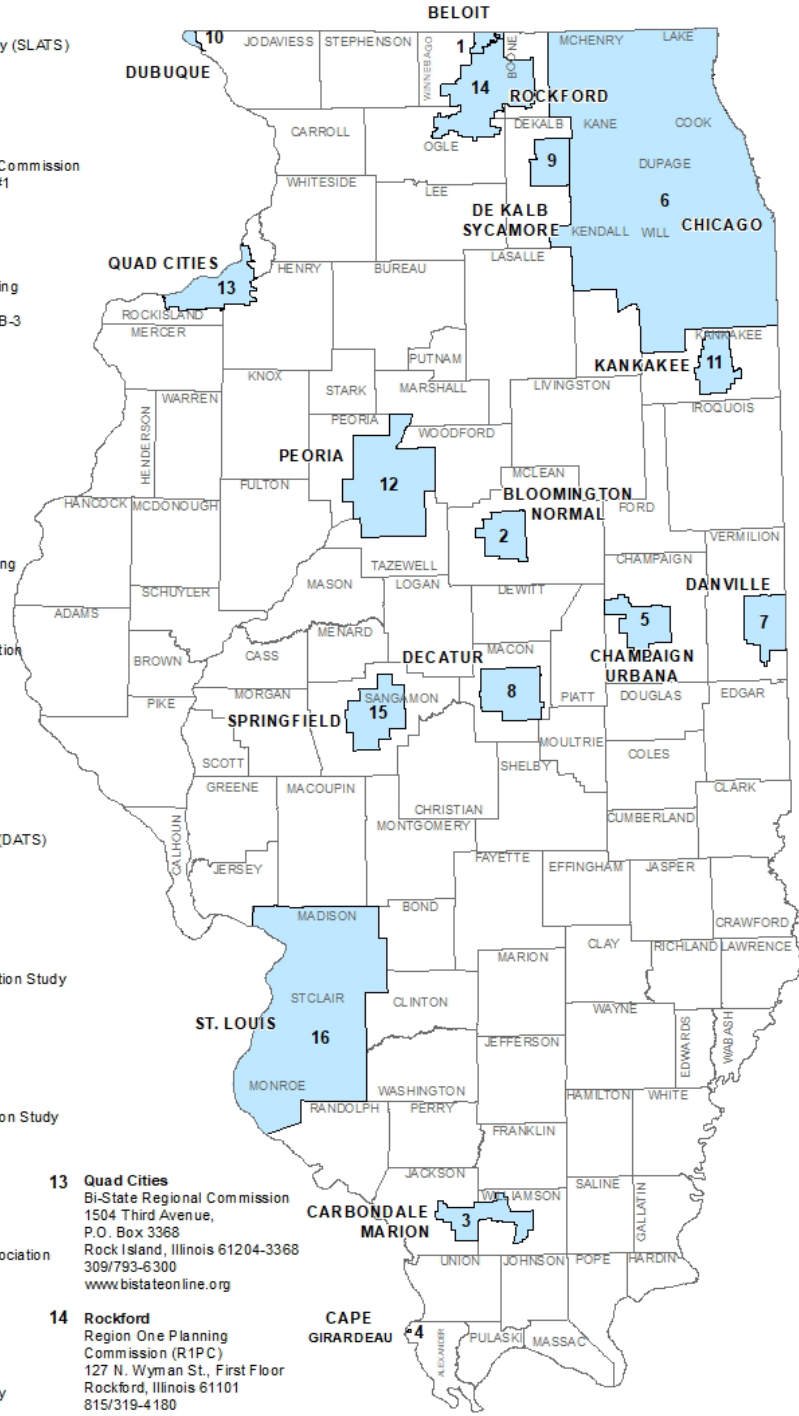 BELOIT
10
JODAVIESS
STEPHENSON
WINNEBAGO
1
BOONE
MCHENRY
LAKE
y (SLATS)
DUBUQUE
14
ROCKFORD
CARROLL
OGLE
DEKALB
KANE
COOK
9
DUPAGE
Commission
#1
WHITESIDE
LEE
6
DE KALB
SYCAMORE
KENDALL
WILL
CHICAGO
LASALLE
QUAD CITIES
HENRY
BUREAU
13
ing
ROCKISLAND
B-3
MERCER
KANKAKEE
PUTNAM
KANKAKEE
11
KNOX
STARK
MARSHALL
LIVINGSTON
WARREN
HENDERSON
IROQUOIS
PEORIA
WOODFORD
PEORIA
12
MCLEAN
FULTON
BLOOMINGTON
NORMAL
HANCOCK
MCDONOUGH
FORD
2
VERMILION
ng
CHAMPAIGN
TAZEWELL
MASON
LOGAN
DEWITT
DANVILLE
SCHUYLER
ADAMS
5
7
MENARD
tion
BROWN
CASS
DECATUR
MACON
CHAMPAIGN
URBANA
PIKE
MORGAN
SANGAMON
8
PIATT
DOUGLAS
EDGAR
SPRINGFIELD
15
MOULTRIE
SCOTT
SHELBY
COLES
GREENE
MACOUPIN
CLARK
CHRISTIAN
CUMBERLAND
MONTGOMERY
(DATS)
CALHOUN
JERSEY
FAYETTE
EFFINGHAM
JASPER
MADISON
BOND
CRAWFORD
CLAY
RICHLAND
LAWRENCE
MARION
tion Study
STCLAIR
CLINTON
WAYNE
ST. LOUIS
16
EDWARDS
WABASH
JEFFERSON
MONROE
WASHINGTON
HAMILTON
WHITE
RANDOLPH
PERRY
on Study
FRANKLIN
JACKSON
WILLIAMSON
SALINE
GALLATIN
CARBONDALE
MARION
3
UNION
JOHNSON
POPE
HARDIN
CAPE
GIRARDEAU
4
ALEXANDER
PULASKI
MASSAC
13 Quad Cities
Bi-State Regional Commission
1504 Third Avenue,
P.O. Box 3368
Rock Island, Illinois 61204-3368
309/793-6300
www.bistateonline.org
ociation
14 Rockford
Region One Planning
Commission (R1PC)
127 N. Wyman St., First Floor
Rockford, Illinois 61101
815/319-4180
y